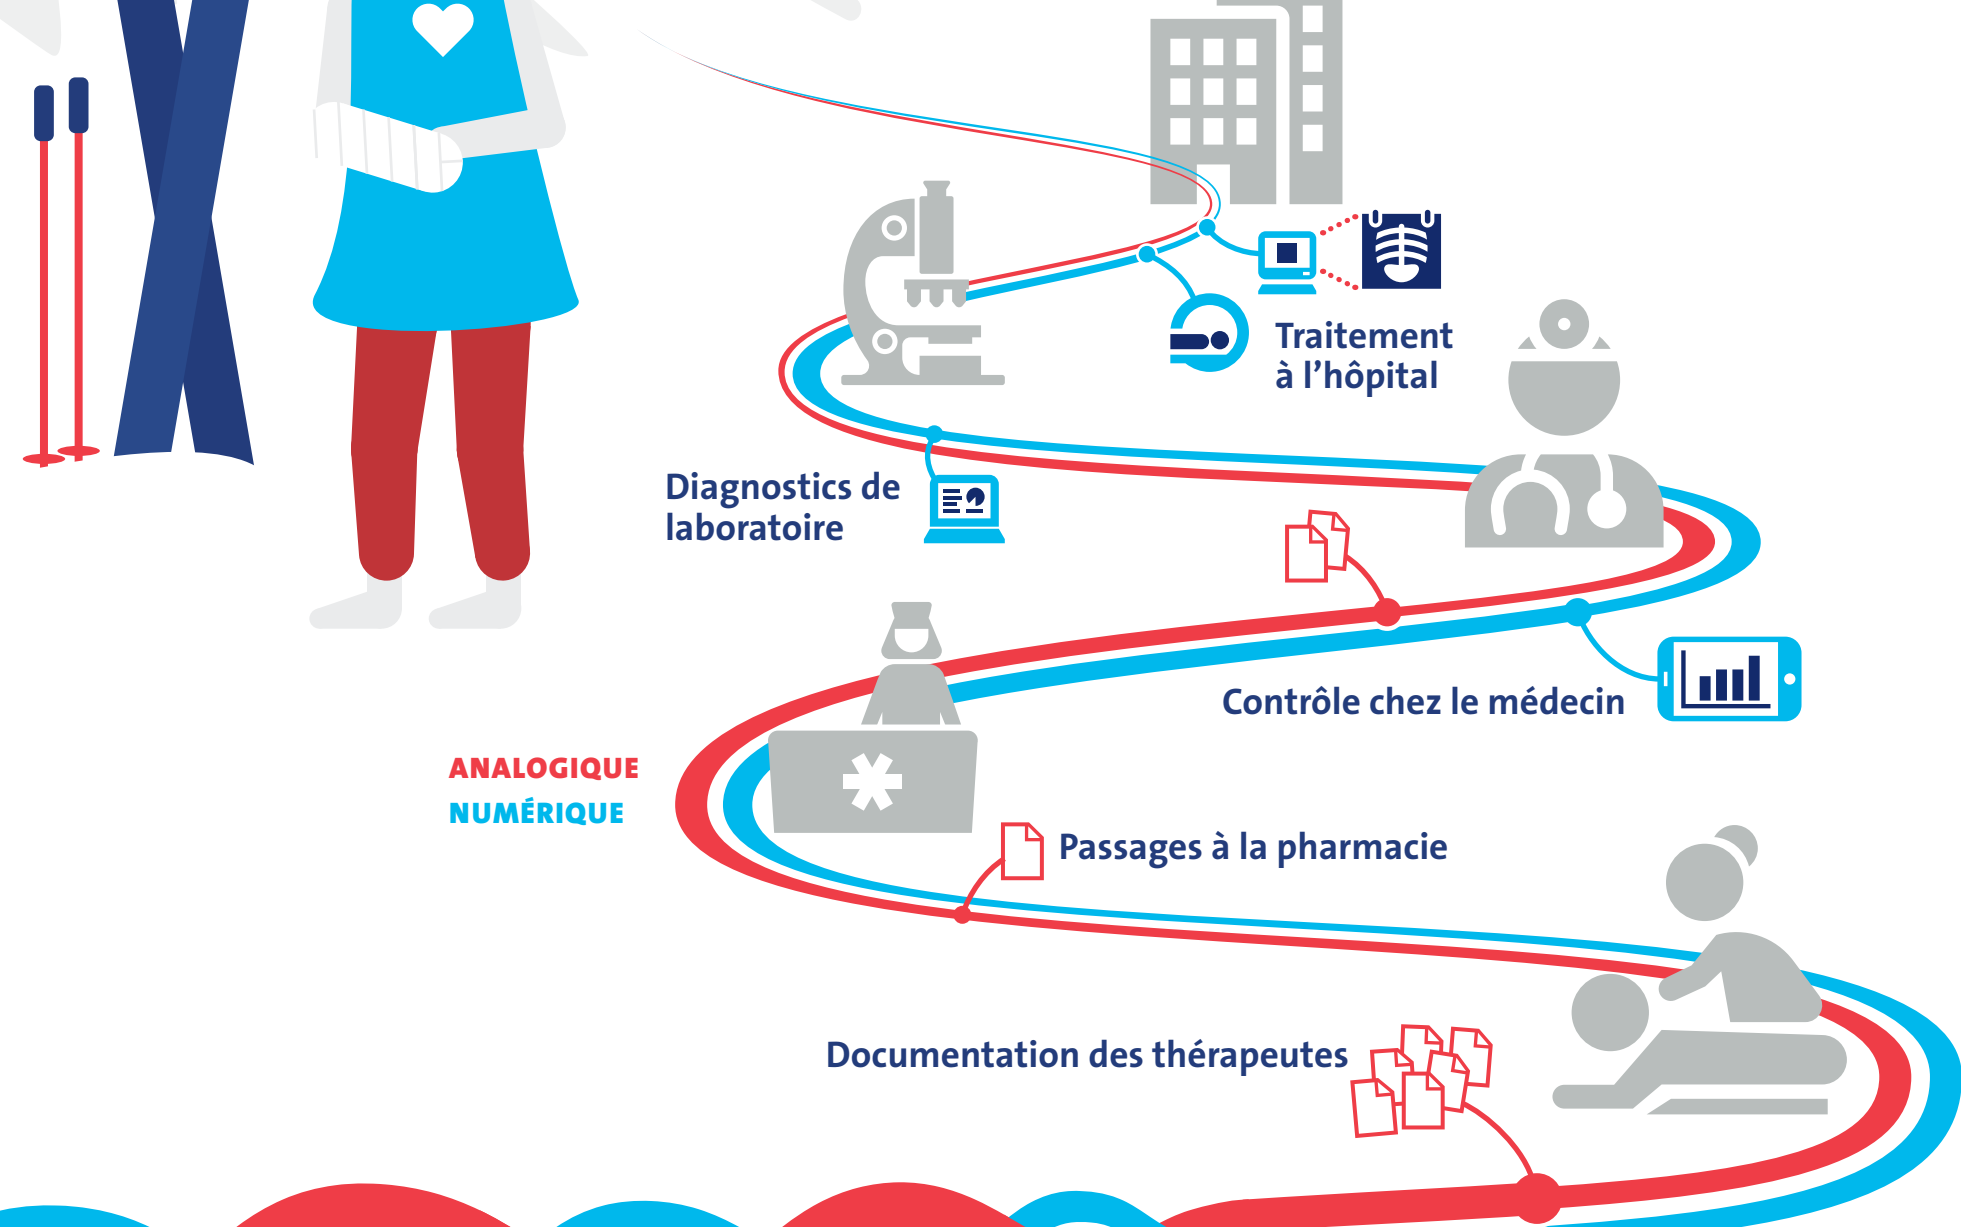 Traitement
à l’hôpital
Diagnostics de
laboratoire
Contrôle chez le médecin
ANALOGIQUE
NUMÉRIQUE
Passages à la pharmacie
Documentation des thérapeutes